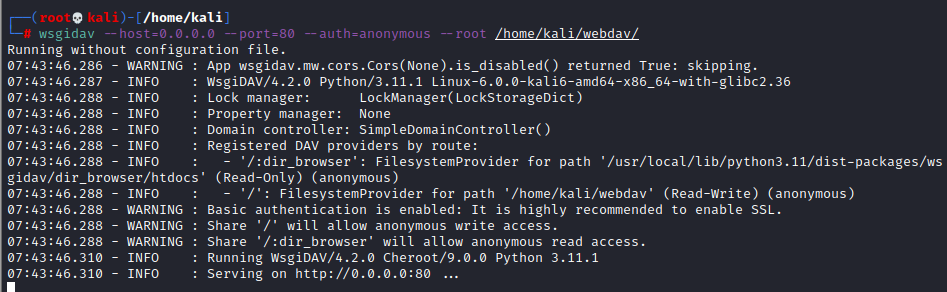 ┌──(root💀kali)-[/home/kali]
└─# wsgidav --host=0.0.0.0 --port=80 --auth=anonymous --root /home/kali/webdav/
Running without configuration file.
07:43:46.286 - WARNING : App wsgidav.mw.cors.Cors(None).is_disabled() returned True: skipping.
07:43:46.287 - INFO    : WsgiDAV/4.2.0 Python/3.11.1 Linux-6.0.0-kali6-amd64-x86_64-with-glibc2.36
07:43:46.288 - INFO    : Lock manager:      LockManager(LockStorageDict)
07:43:46.288 - INFO    : Property manager:  None
07:43:46.288 - INFO    : Domain controller: SimpleDomainController()
07:43:46.288 - INFO    : Registered DAV providers by route:
07:43:46.288 - INFO    :   - '/:dir_browser': FilesystemProvider for path '/usr/local/lib/python3.11/dist-packages/ws
gidav/dir_browser/htdocs' (Read-Only) (anonymous)
07:43:46.288 - INFO    :   - '/': FilesystemProvider for path '/home/kali/webdav' (Read-Write) (anonymous)
07:43:46.288 - WARNING : Basic authentication is enabled: It is highly recommended to enable SSL.
07:43:46.288 - WARNING : Share '/' will allow anonymous write access.
07:43:46.288 - WARNING : Share '/:dir_browser' will allow anonymous read access.
07:43:46.310 - INFO    : Running WsgiDAV/4.2.0 Cheroot/9.0.0 Python 3.11.1
07:43:46.310 - INFO    : Serving on http://0.0.0.0:80 ...